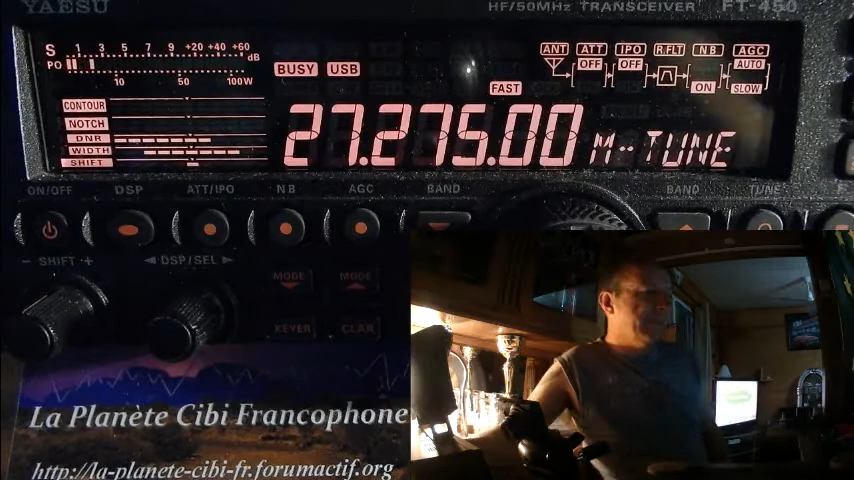 YAESU
HF/50MHz TRANSCEIVER FT-450
S 1 3 5 7 9 +20 +40 +60 dB
PO 10 50 100W
BUSY USB
ANT ATT IPO R.FLT NB AGC
OFF OFF AUTO
ON SLOW
FAST
CONTOUR
NOTCH
DNR
WIDTH
SHIFT
27.275.00 M-TUNE
ON/OFF DSP ATT/IPO NB AGC BAND BAND TUNE
- SHIFT + ◀DSP/SEL▶
MODE MODE
KEYER CLAR
La Planète Cibi Francophone
http://la-planete-cibi-fr.forumactif.org